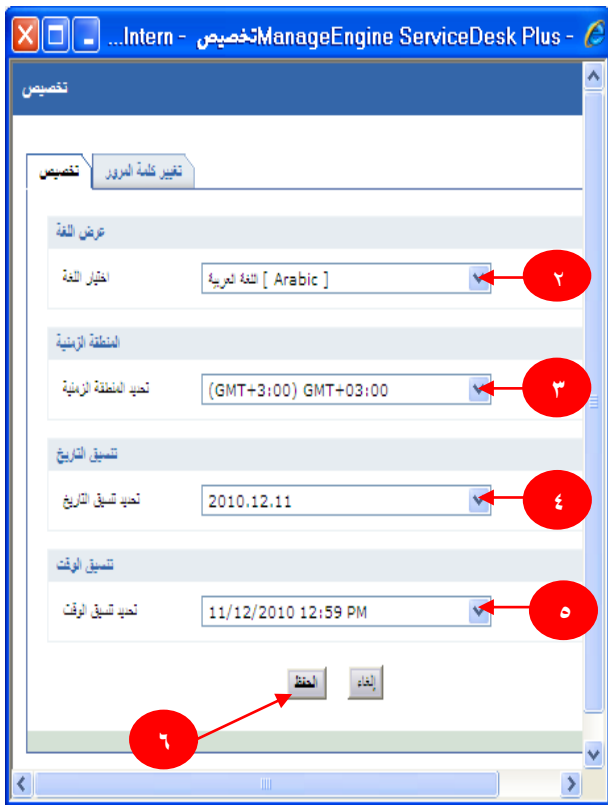 تخصيص - ManageEngine ServiceDesk Plus - Intern...
تخصيص
تخصيص
تغيير كلمة المرور
عرض اللغة
اختيار اللغة
اللغة العربية [ Arabic ]
٢
المنطقة الزمنية
تحديد المنطقة الزمنية
(GMT+3:00) GMT+03:00
٣
تنسيق التاريخ
تحديد تنسيق التاريخ
2010.12.11
٤
تنسيق الوقت
تحديد تنسيق الوقت
11/12/2010 12:59 PM
٥
الحفظ
إلغاء
٦